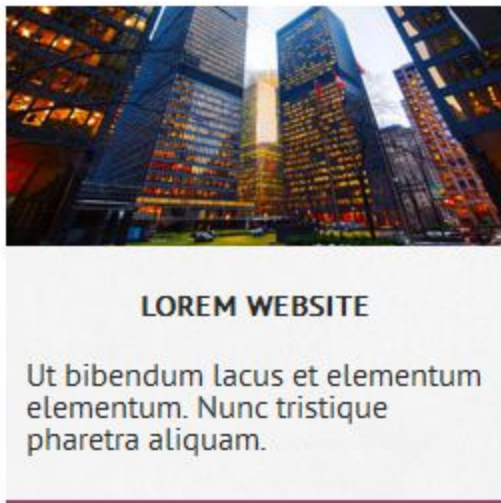 LOREM WEBSITE
Ut bibendum lacus et elementum
elementum. Nunc tristique
pharetra aliquam.